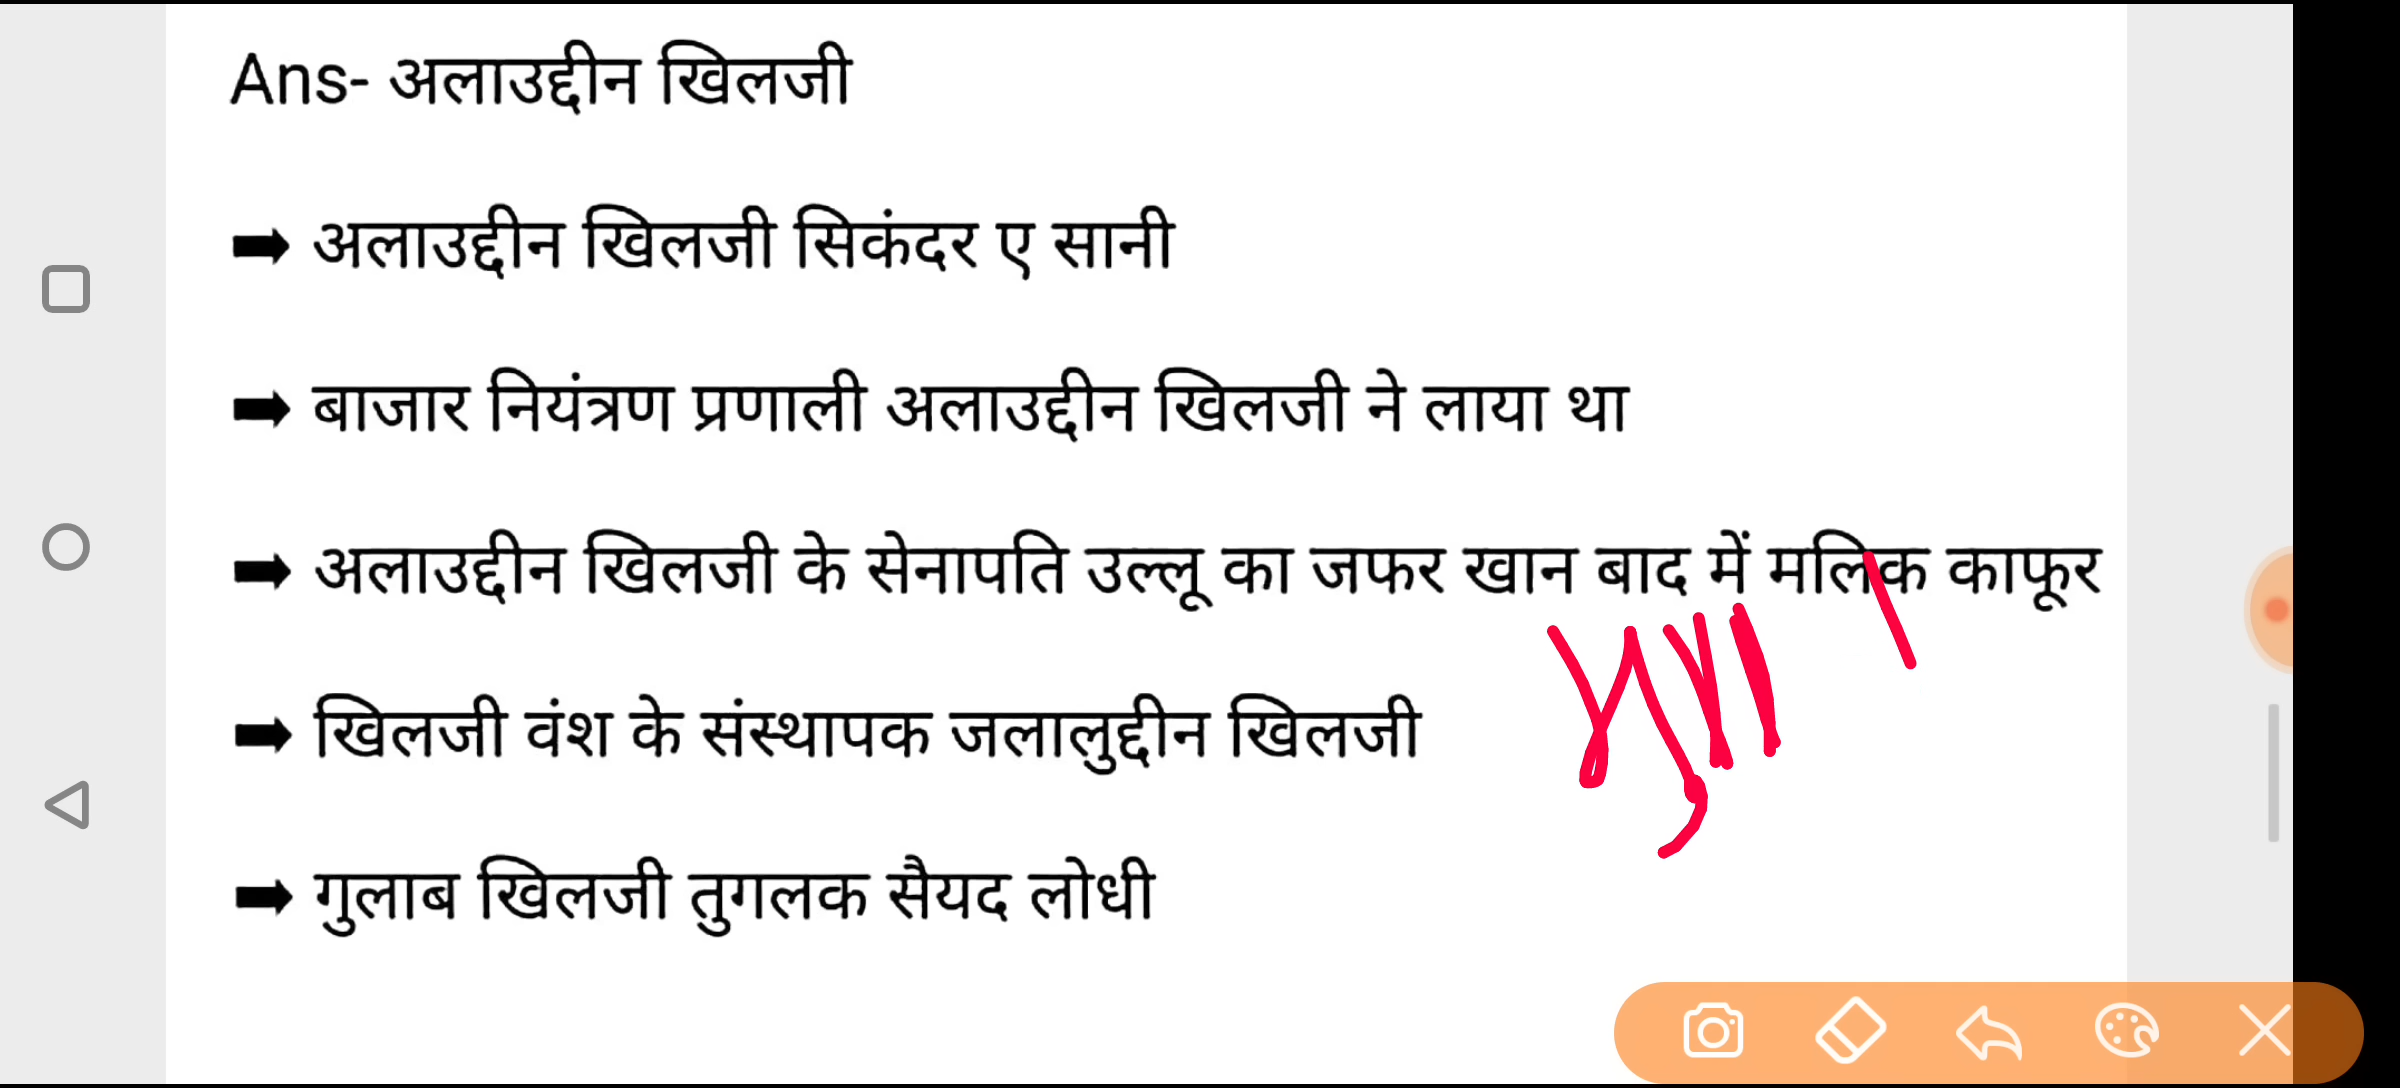 Ans- अलाउद्दीन खिलजी
➡ अलाउद्दीन खिलजी सिकंदर ए सानी
➡ बाजार नियंत्रण प्रणाली अलाउद्दीन खिलजी ने लाया था
➡ अलाउद्दीन खिलजी के सेनापति उल्लू का जफर खान बाद में मलिक काफूर
➡ खिलजी वंश के संस्थापक जलालुद्दीन खिलजी
➡ गुलाब खिलजी तुगलक सैयद लोधी